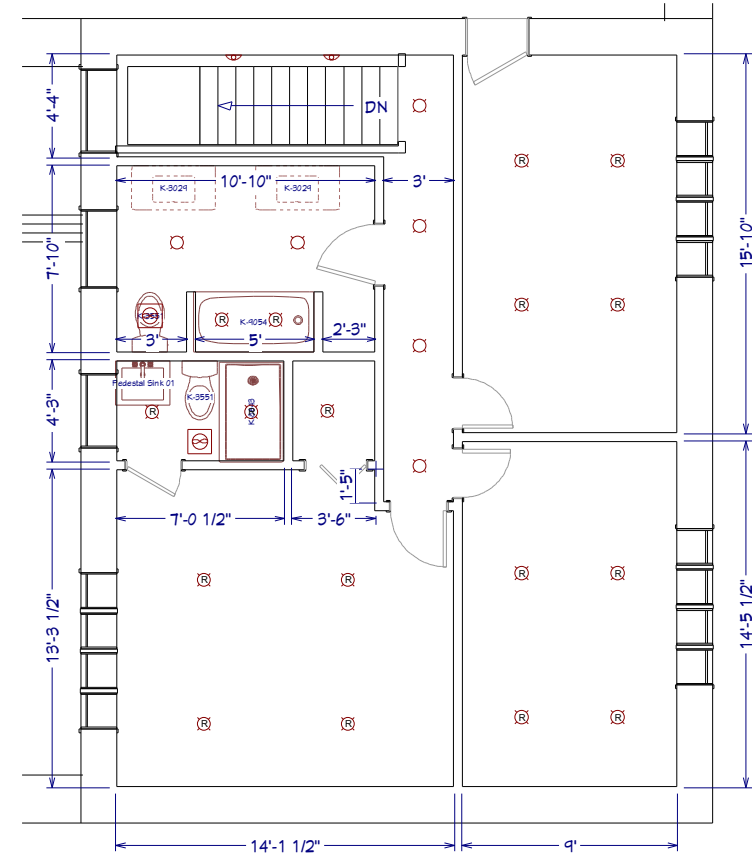 4'-4"
DN
10'-10"
3'
K-3029
K-3029
R
R
7'-10"
15'-10"
K-3551
R
K-9054
R
R
R
3'
5'
2'-3"
Pedestal Sink 01
4'-3"
K-3551
R
R
R
1'-5"
7'-0 1/2"
3'-6"
R
R
R
R
13'-3 1/2"
14'-5 1/2"
R
R
R
R
14'-1 1/2"
9'